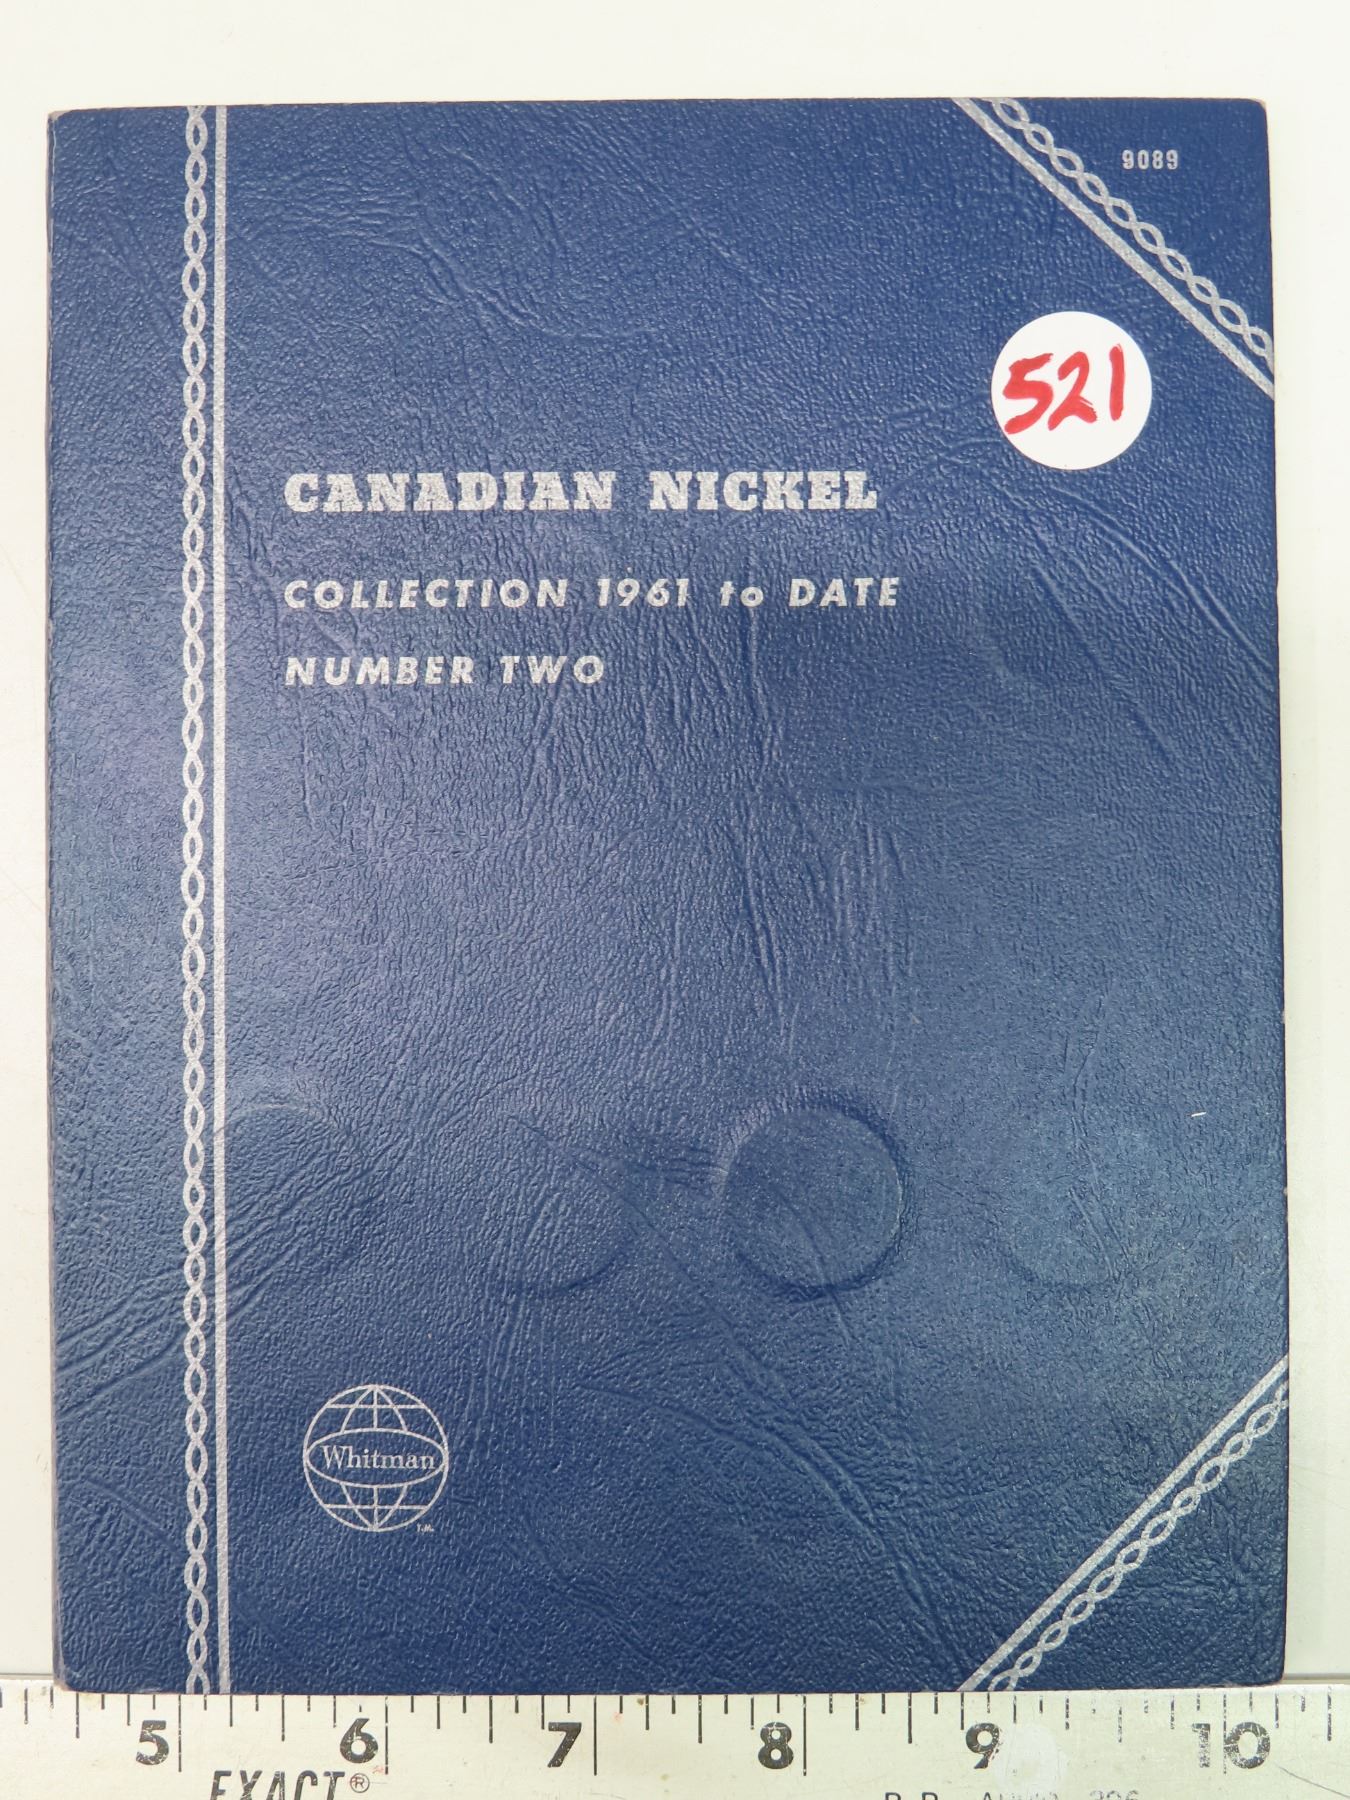 9089
521
CANADIAN NICKEL
COLLECTION 1961 to DATE
NUMBER TWO
Whitman
T.M.
5 6 7 8 9 10
EXACT®